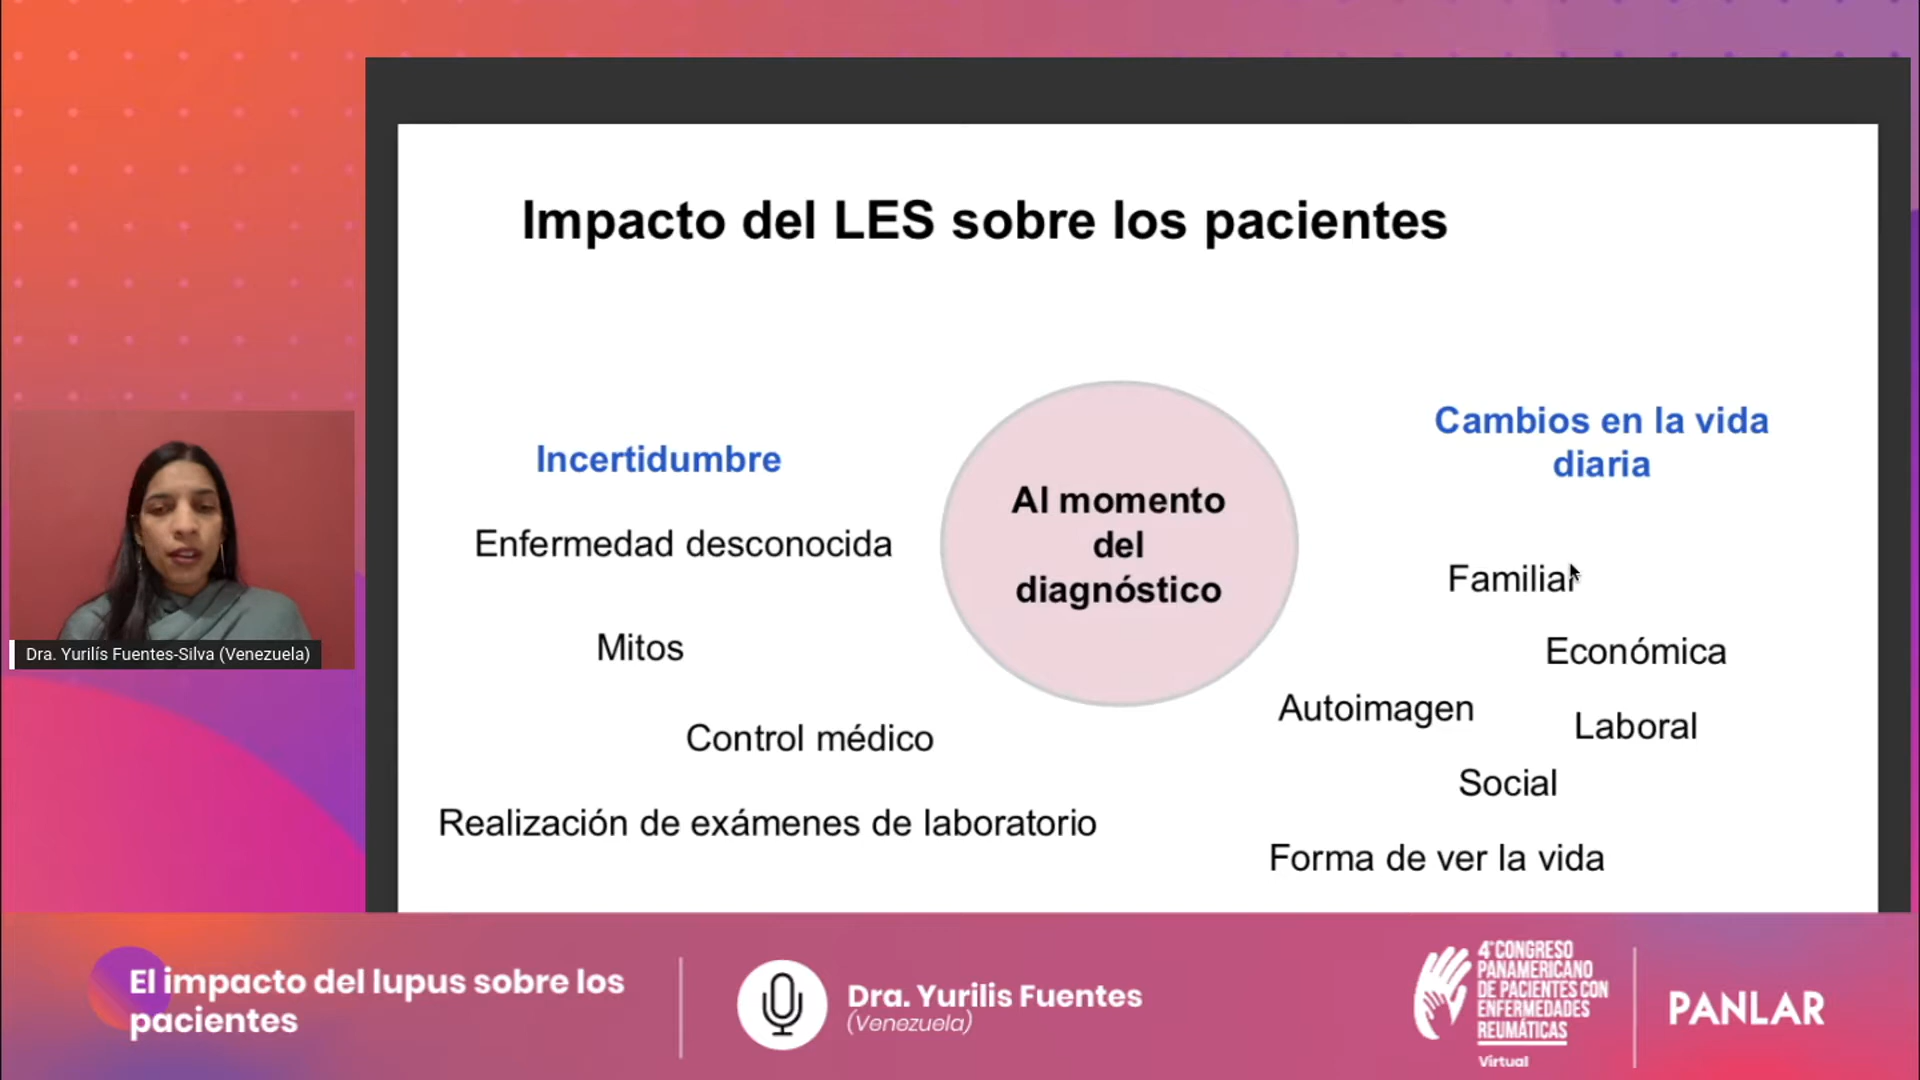 Impacto del LES sobre los pacientes
Incertidumbre
Enfermedad desconocida
Mitos
Control médico
Realización de exámenes de laboratorio
Al momento
del
diagnóstico
Cambios en la vida
diaria
Familiar
Económica
Autoimagen
Laboral
Social
Forma de ver la vida
Dra. Yurilís Fuentes-Silva (Venezuela)
El impacto del lupus sobre los
pacientes
Dra. Yurilis Fuentes
(Venezuela)
4° CONGRESO
PANAMERICANO
DE PACIENTES CON
ENFERMEDADES
REUMÁTICAS
Virtual
PANLAR